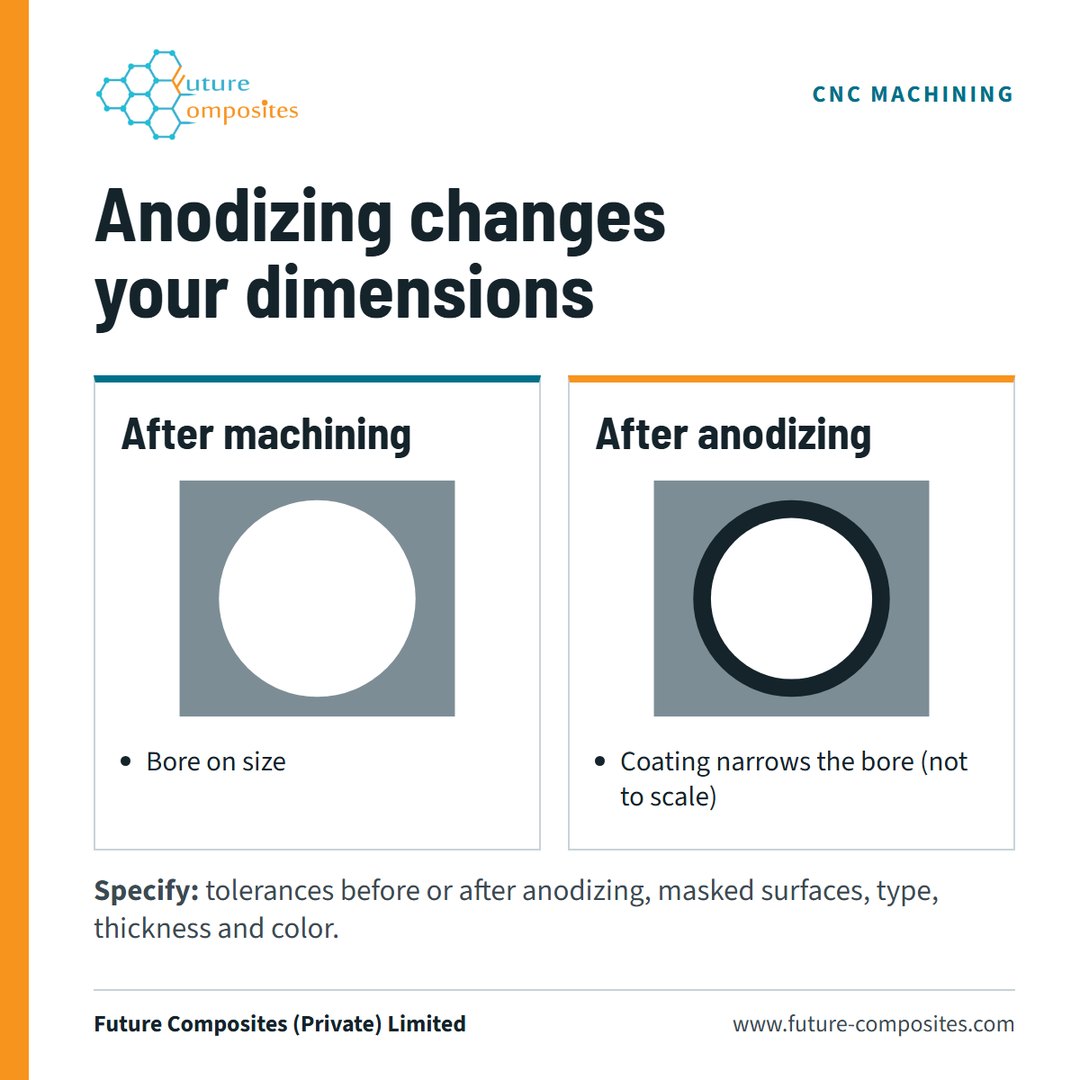 uture
omposites
CNC MACHINING
Anodizing changes
your dimensions
After machining
After anodizing
• Bore on size
• Coating narrows the bore (not
to scale)
Specify: tolerances before or after anodizing, masked surfaces, type,
thickness and color.
Future Composites (Private) Limited
www.future-composites.com